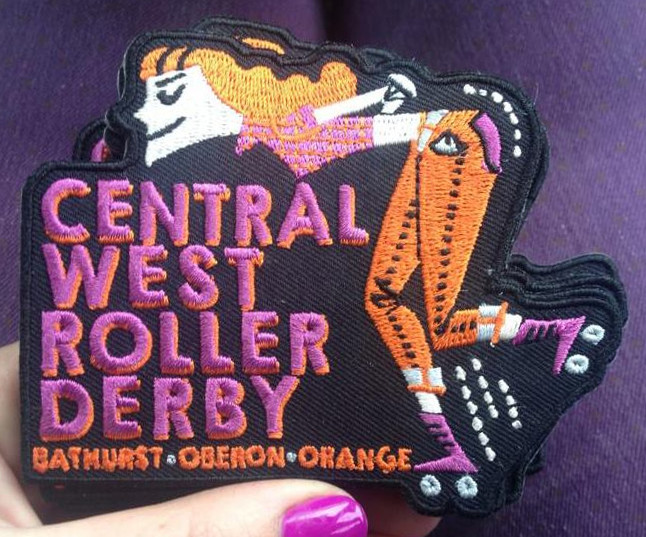 CENTRAL
WEST
ROLLER
DERBY
BATHURST·OBERON·ORANGE